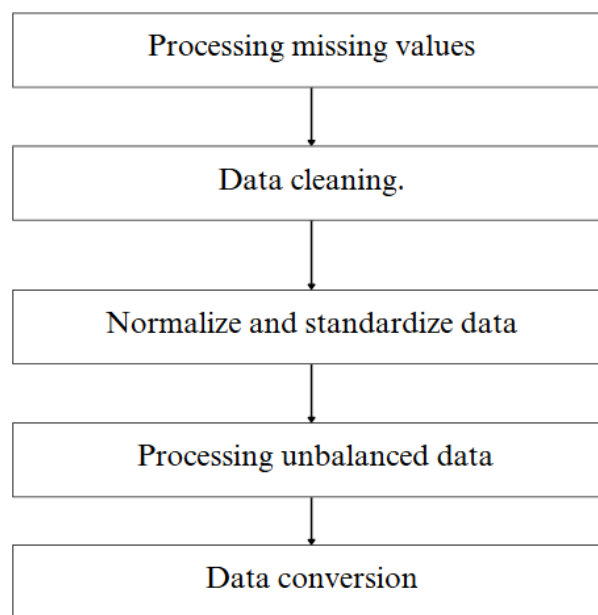 Processing missing values
Data cleaning.
Normalize and standardize data
Processing unbalanced data
Data conversion